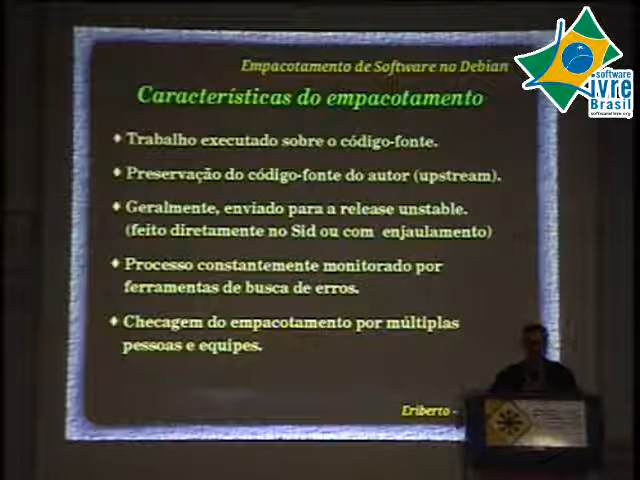 Empacotamento de Software no Debian
Características do empacotamento
Trabalho executado sobre o código-fonte.
Preservação do código-fonte do autor (upstream).
Geralmente, enviado para a release unstable.
(feito diretamente no Sid ou com enjaulamento)
Processo constantemente monitorado por
ferramentas de busca de erros.
Checagem do empacotamento por múltiplas
pessoas e equipes.
Eriberto -
software
livre
Brasil
softwarelivre.org